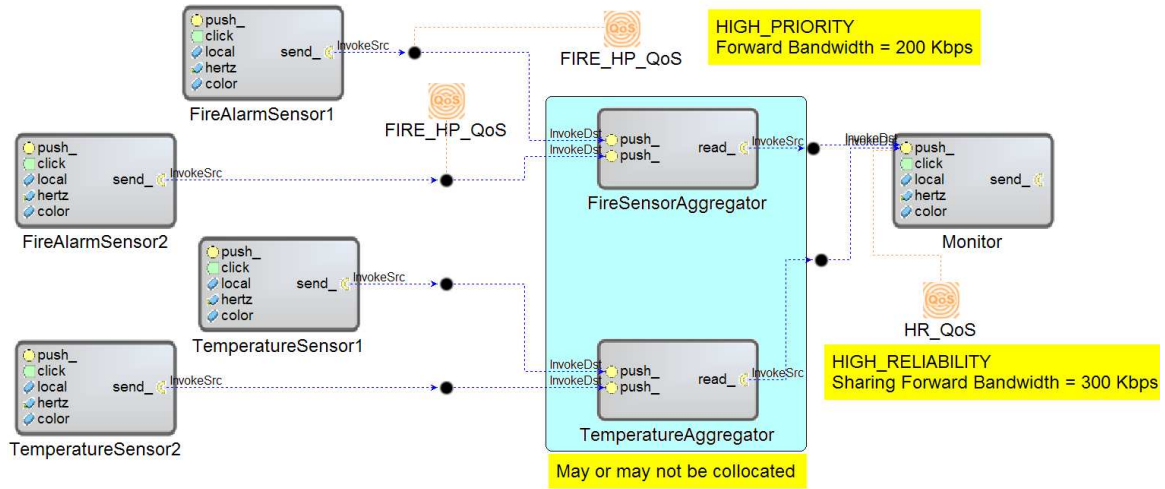 push_
click
local
hertz
color
send_
InvokeSrc
FireAlarmSensor1
QoS
FIRE_HP_QoS
HIGH_PRIORITY
Forward Bandwidth = 200 Kbps
QoS
FIRE_HP_QoS
push_
click
local
hertz
color
send_
InvokeSrc
FireAlarmSensor2
InvokeDst
InvokeDst
push_
push_
read_
InvokeSrc
FireSensorAggregator
InvokeDst
push_
click
local
hertz
color
send_
Monitor
push_
click
local
hertz
color
send_
InvokeSrc
TemperatureSensor1
QoS
HR_QoS
HIGH_RELIABILITY
Sharing Forward Bandwidth = 300 Kbps
push_
click
local
hertz
color
send_
InvokeSrc
TemperatureSensor2
InvokeDst
InvokeDst
push_
push_
read_
InvokeSrc
TemperatureAggregator
May or may not be collocated